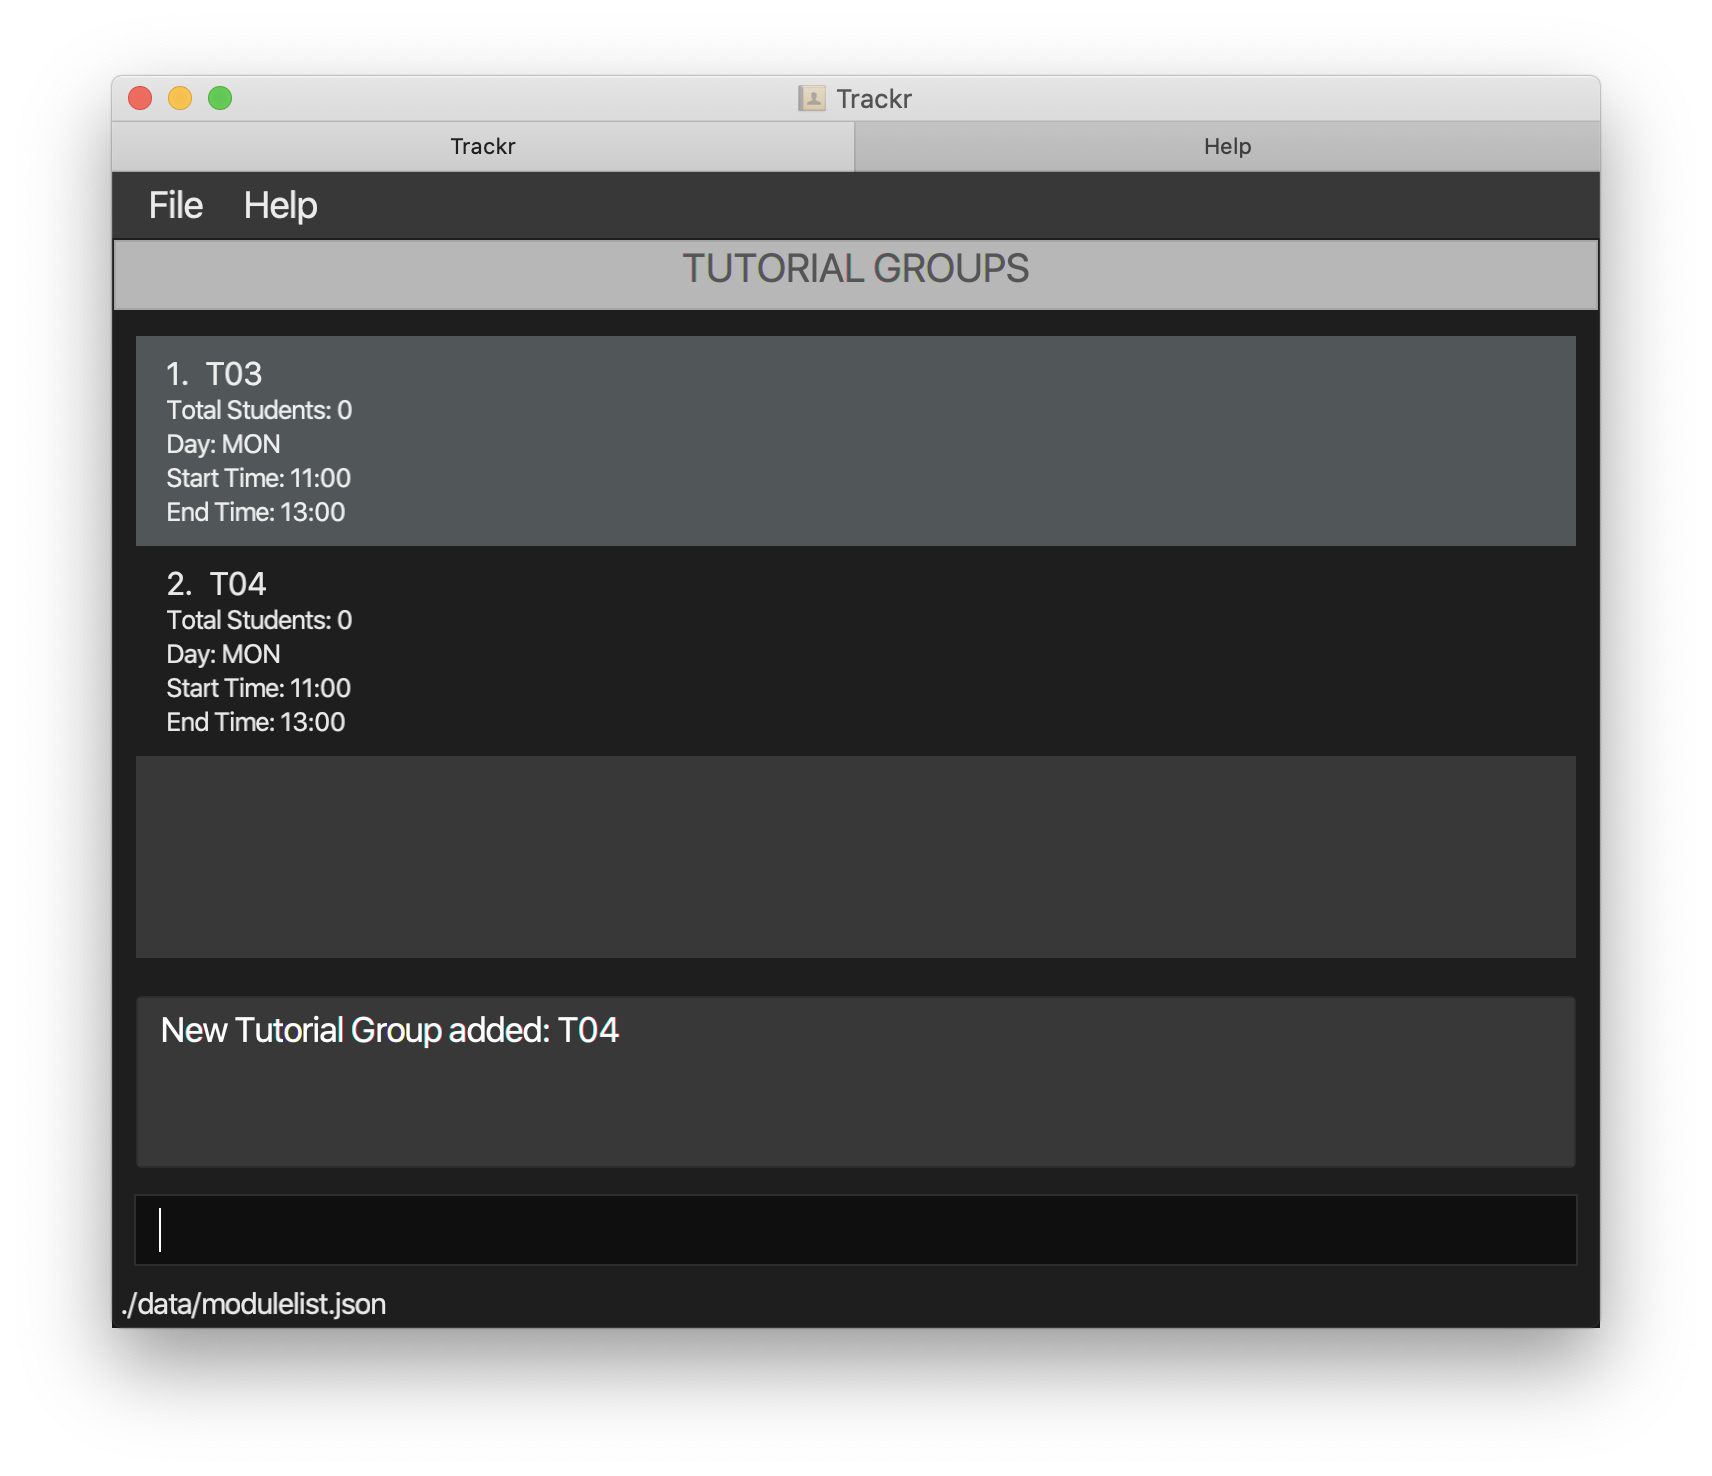 Trackr
Trackr
Help
File Help
TUTORIAL GROUPS
1. T03
Total Students: 0
Day: MON
Start Time: 11:00
End Time: 13:00
2. T04
Total Students: 0
Day: MON
Start Time: 11:00
End Time: 13:00
New Tutorial Group added: T04
./data/modulelist.json